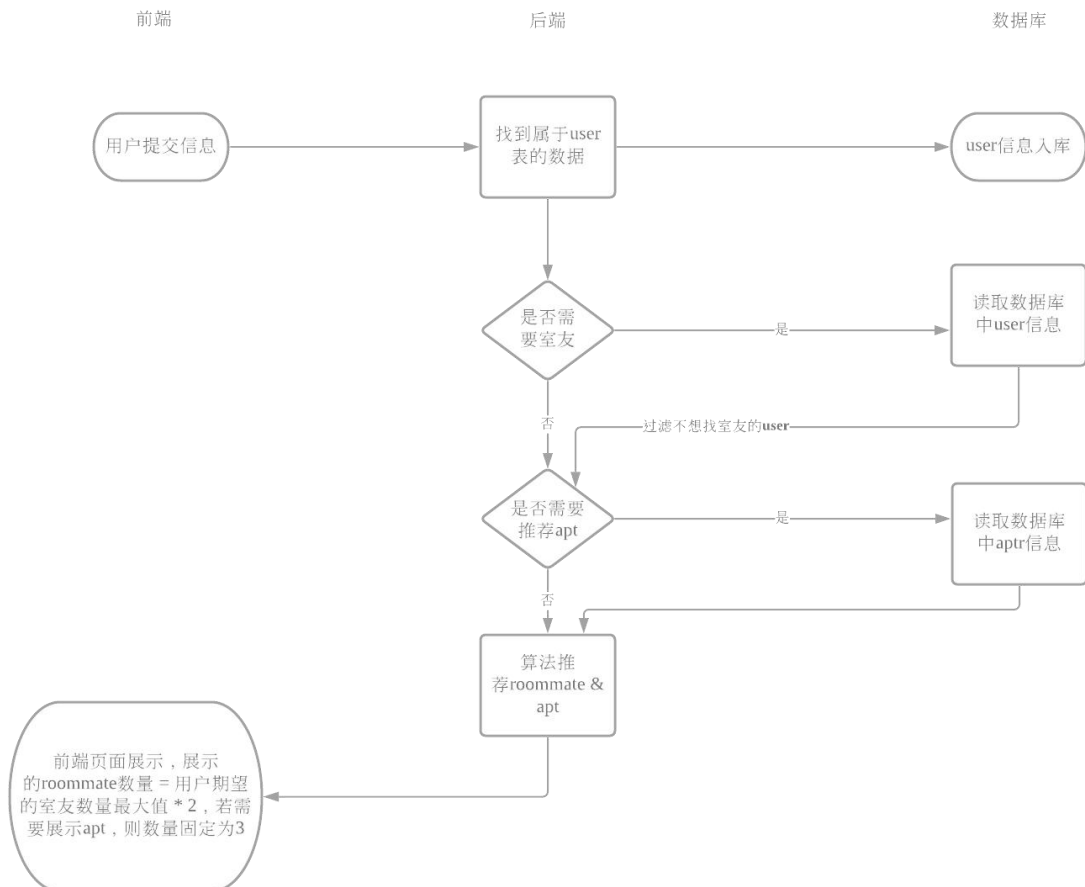 前端
后端
数据库
用户提交信息
找到属于user
表的数据
user信息入库
是否需
要室友
是
读取数据库
中user信息
否
过滤不想找室友的user
是否需要
推荐apt
是
读取数据库
中aptr信息
否
算法推
荐roommate &
apt
前端页面展示，展示
的roommate数量 = 用户期望
的室友数量最大值 * 2，若需
要展示apt，则数量固定为3